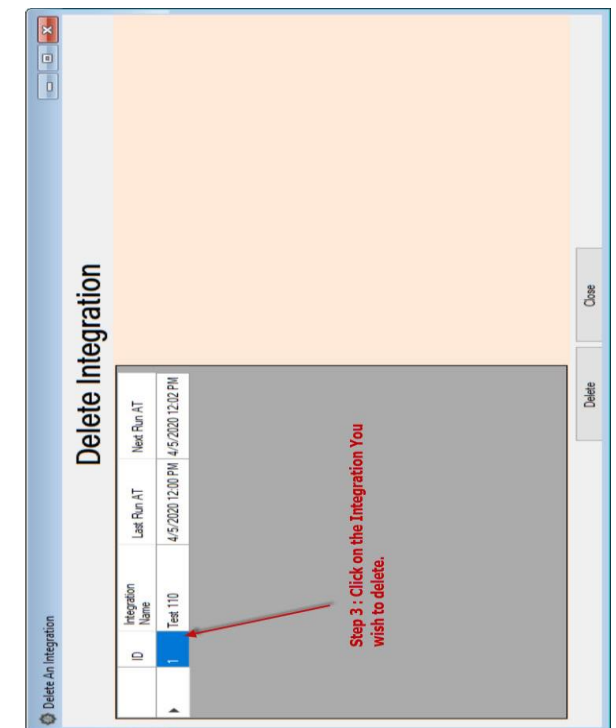 Delete An Integration
Delete Integration
ID
Integration
Name
Last Run AT
Next Run AT
1
Test 110
4/5/2020 12:00 PM
4/5/2020 12:02 PM
Step 3 : Click on the Integration You
wish to delete.
Delete
Close